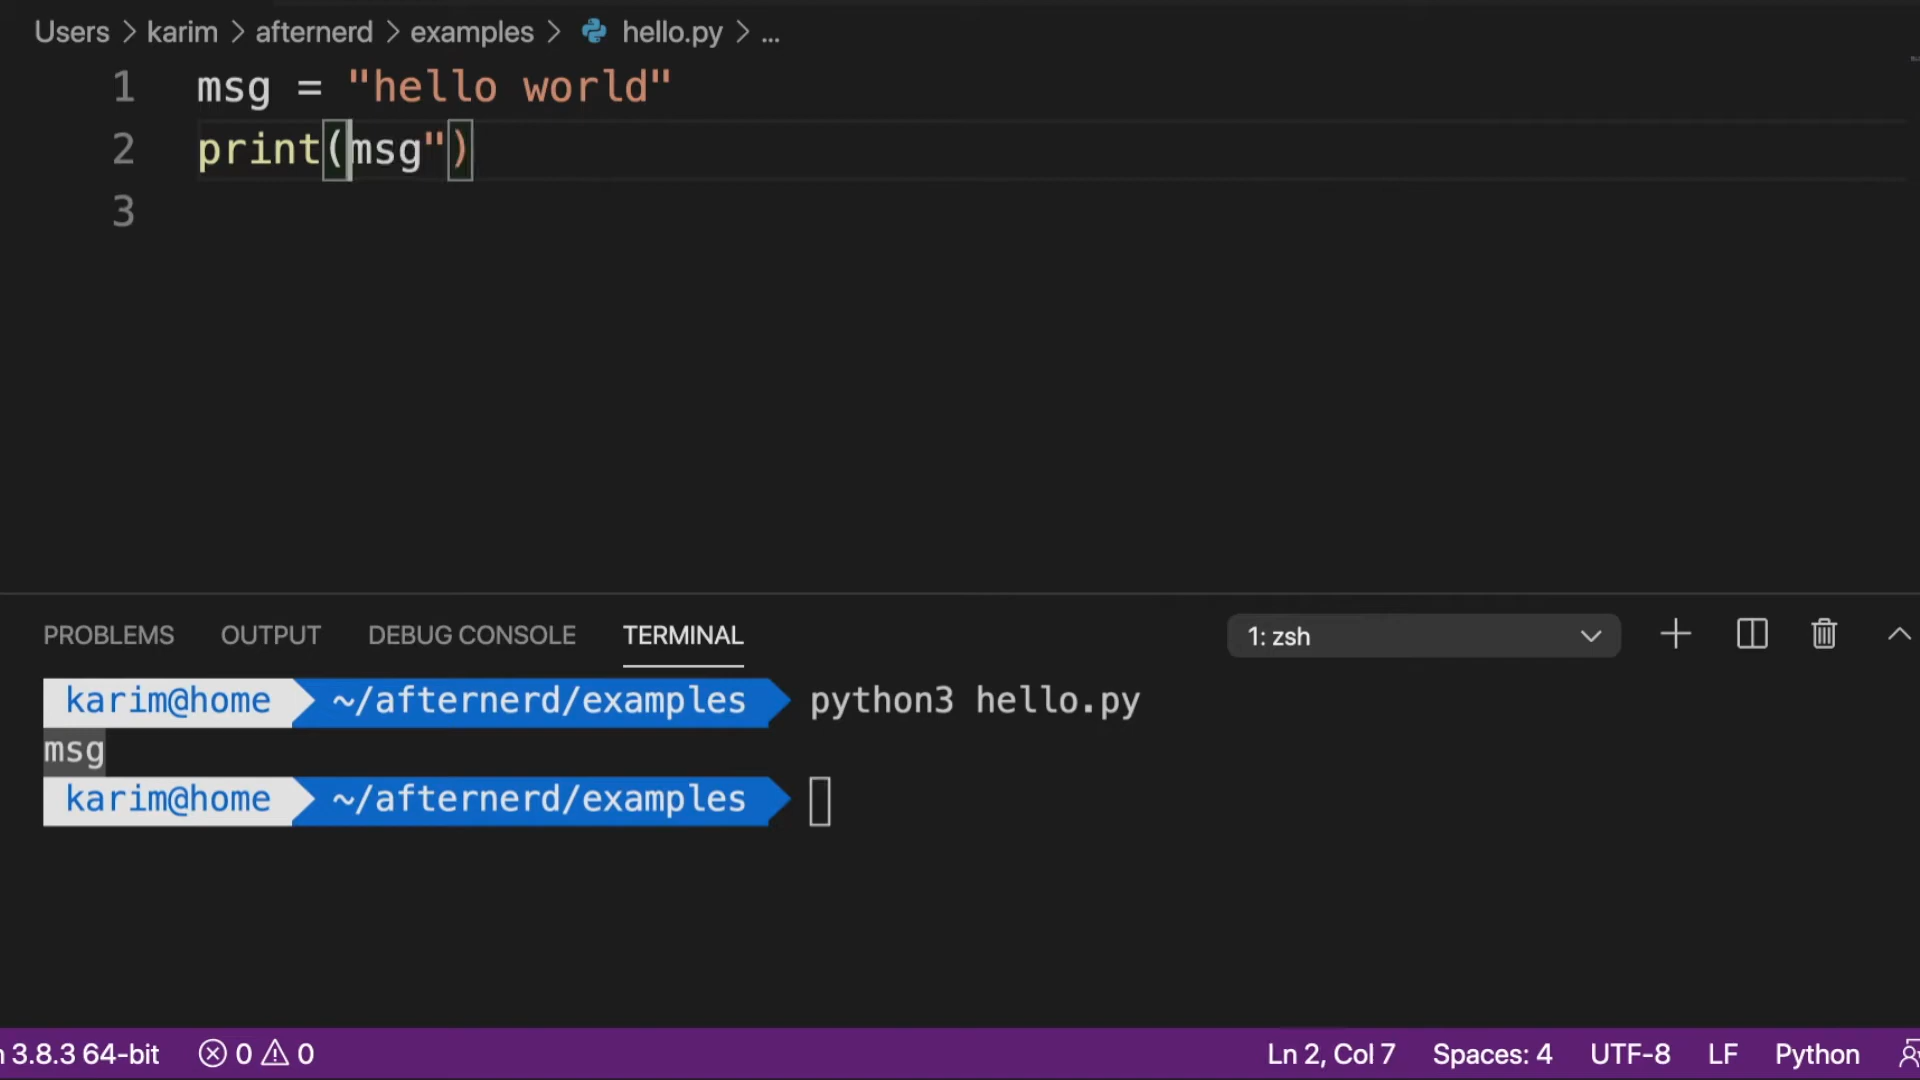 Users > karim > afternerd > examples > hello.py > ...
1 msg = "hello world"
2 print(msg")
3
PROBLEMS OUTPUT DEBUG CONSOLE TERMINAL 1: zsh
karim@home ~/afternerd/examples python3 hello.py
msg
karim@home ~/afternerd/examples
n 3.8.3 64-bit 0 0 Ln 2, Col 7 Spaces: 4 UTF-8 LF Python